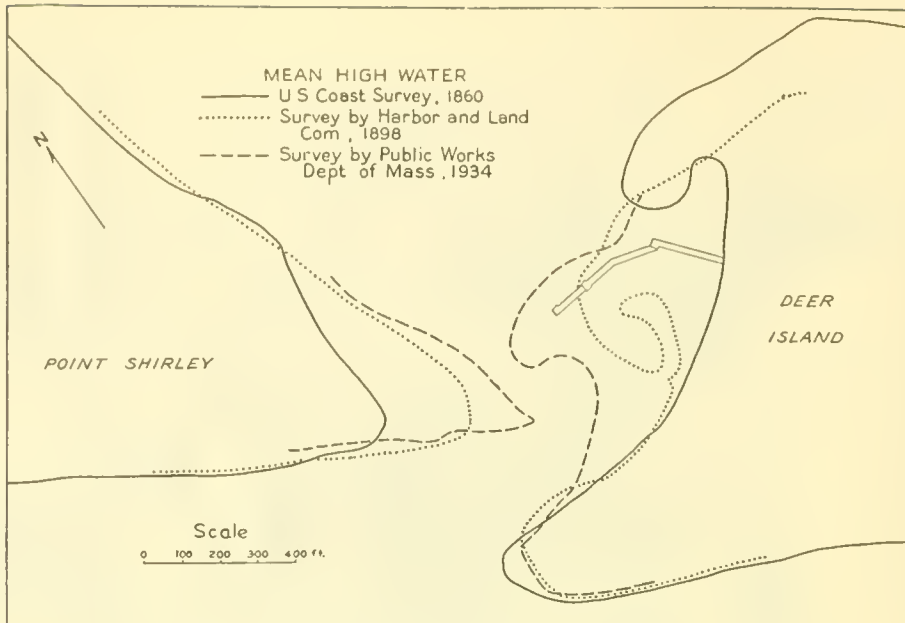 MEAN HIGH WATER
U S Coast Survey, 1860
Survey by Harbor and Land
Com , 1898
Survey by Public Works
Dept of Mass , 1934
N
POINT SHIRLEY
DEER
ISLAND
Scale
0 100 200 300 400 ft.